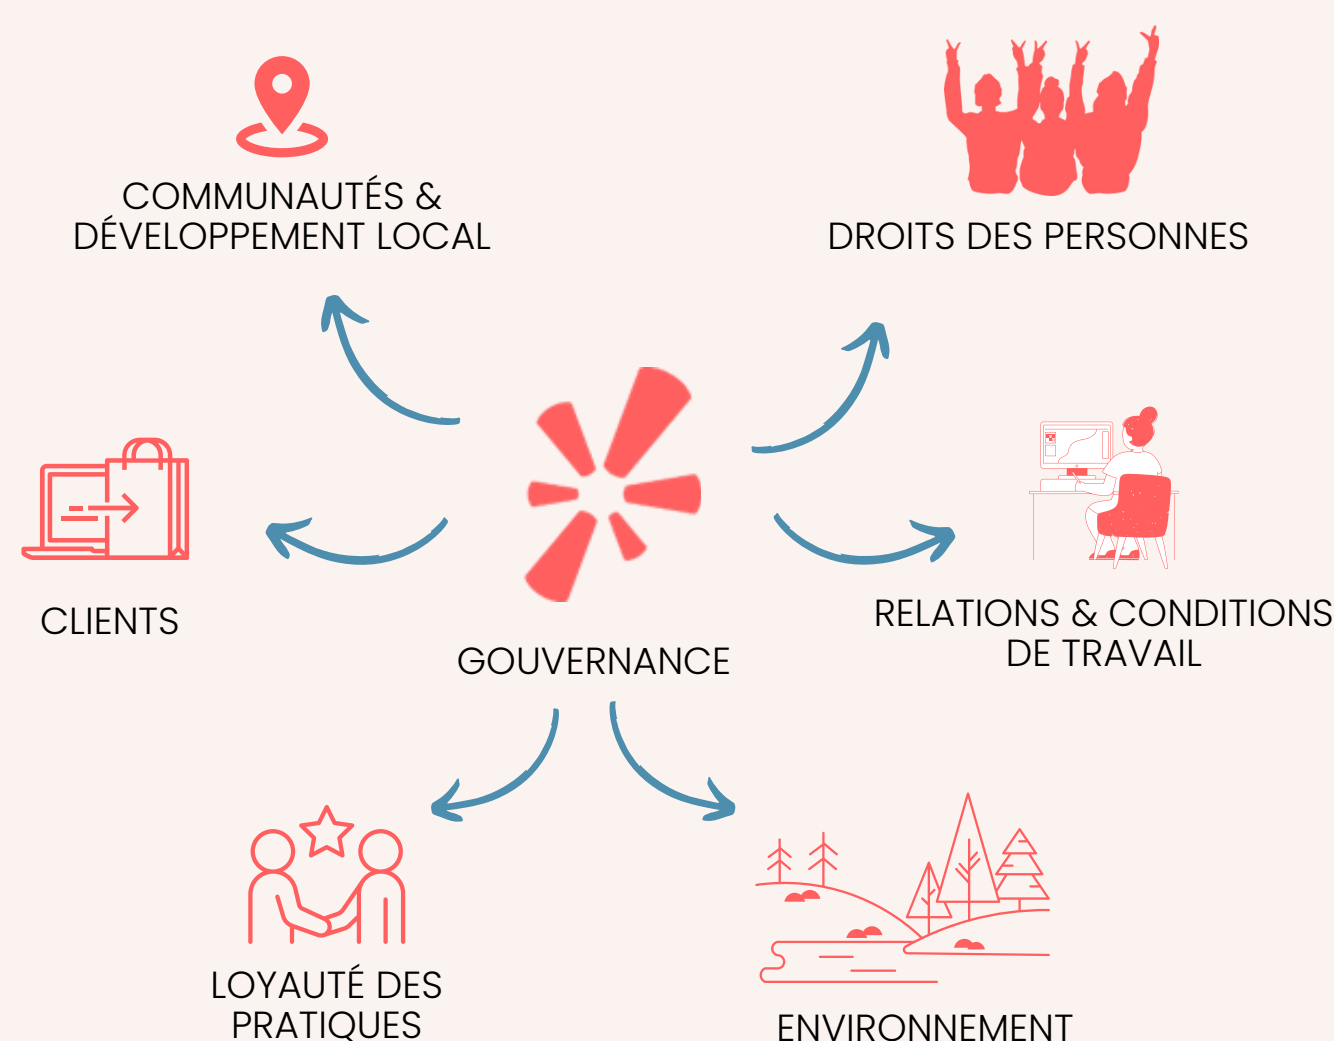 COMMUNAUTÉS &
DÉVELOPPEMENT LOCAL
DROITS DES PERSONNES
CLIENTS
RELATIONS & CONDITIONS
DE TRAVAIL
GOUVERNANCE
LOYAUTÉ DES
PRATIQUES
ENVIRONNEMENT